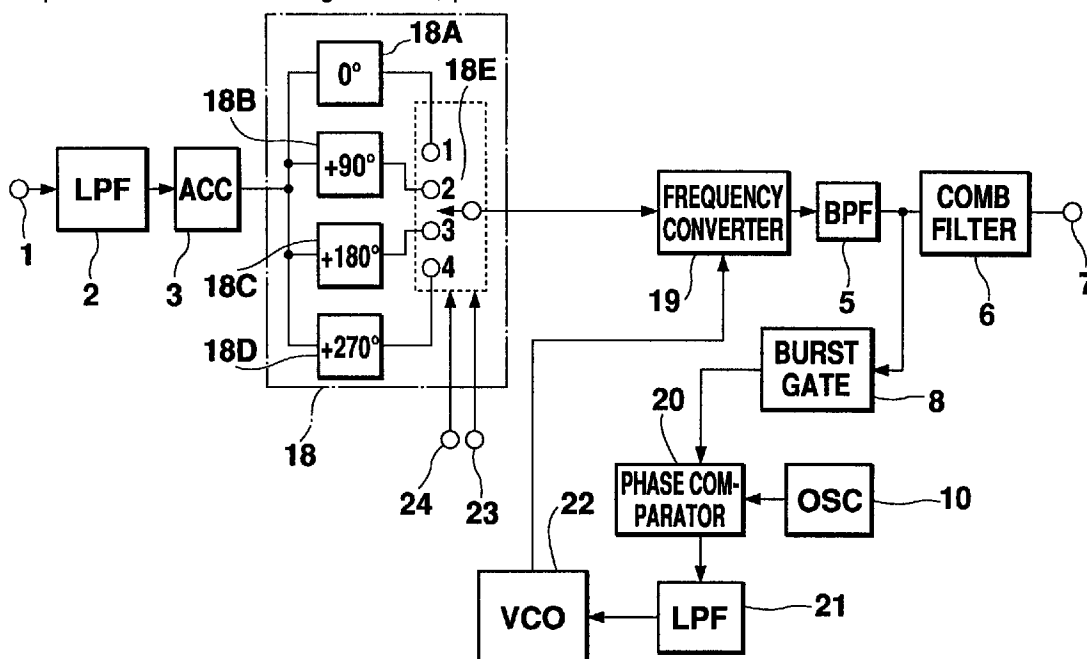 18A
0°
18E
18B
1
+90°
2
LPF
ACC
FREQUENCY
CONVERTER
BPF
COMB
FILTER
3
+180°
4
1
2
3
18C
19
5
6
7
18D
+270°
BURST
GATE
20
8
18
24
23
PHASE COM-
PARATOR
OSC
22
10
VCO
LPF
21